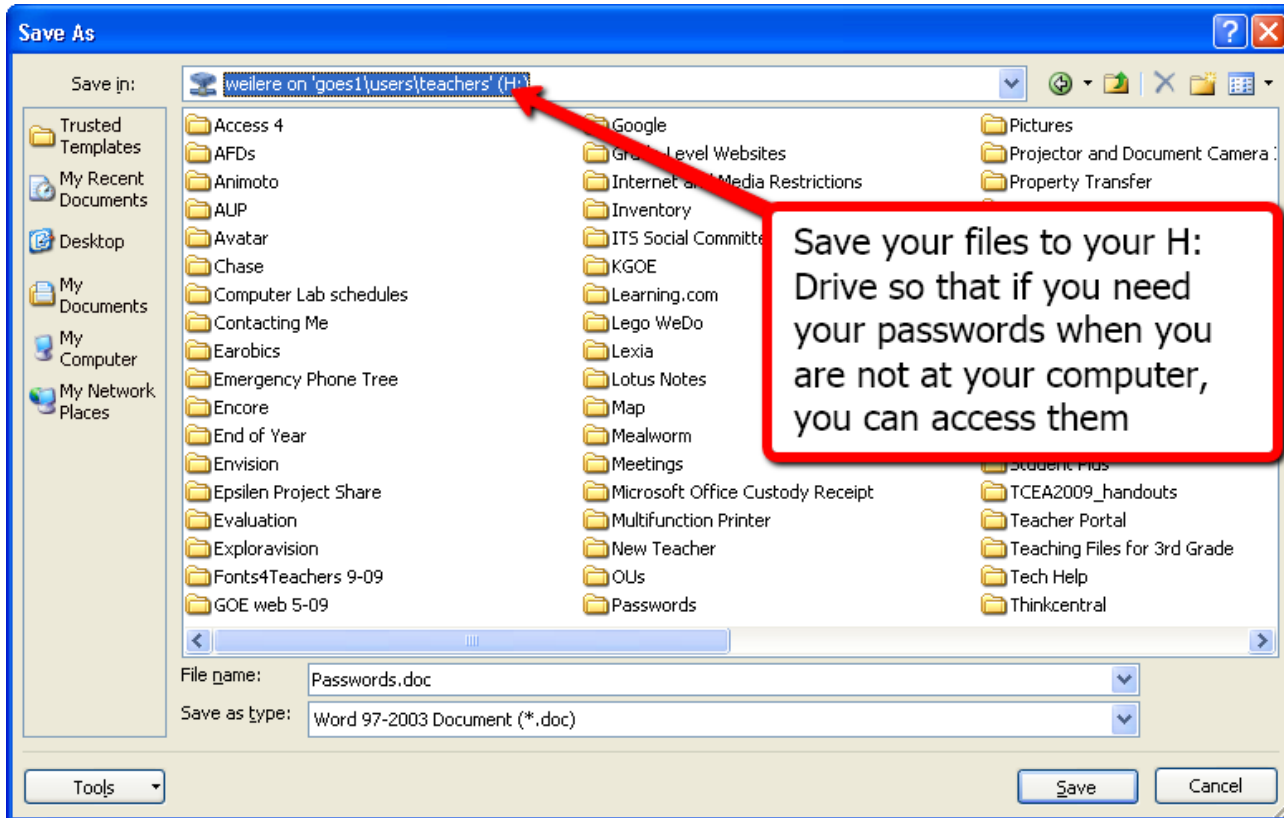 Save As
Save in:
weilere on 'goes1\users\teachers' (H:)
Trusted
Templates
My Recent
Documents
Desktop
My
Documents
My
Computer
My Network
Places
Access 4
AFDs
Animoto
AUP
Avatar
Chase
Computer Lab schedules
Contacting Me
Earobics
Emergency Phone Tree
Encore
End of Year
Envision
Epsilen Project Share
Evaluation
Exploravision
Fonts4Teachers 9-09
GOE web 5-09
Google
Grade Level Websites
Internet and Media Restrictions
Inventory
ITS Social Committe
KGOE
Learning.com
Lego WeDo
Lexia
Lotus Notes
Map
Mealworm
Meetings
Microsoft Office Custody Receipt
Multifunction Printer
New Teacher
OUs
Passwords
Pictures
Projector and Document Camera
Property Transfer
Student Plus
TCEA2009_handouts
Teacher Portal
Teaching Files for 3rd Grade
Tech Help
Thinkcentral
Save your files to your H:
Drive so that if you need
your passwords when you
are not at your computer,
you can access them
File name:
Passwords.doc
Save as type:
Word 97-2003 Document (*.doc)
Tools
Save
Cancel